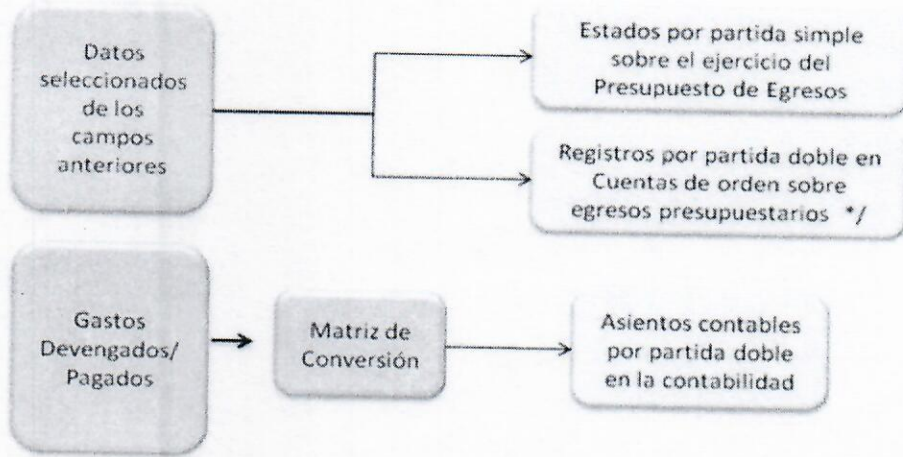 Datos
seleccionados
de los
campos
anteriores
Estados por partida simple
sobre el ejercicio del
Presupuesto de Egresos
Registros por partida doble en
Cuentas de orden sobre
egresos presupuestarios */
Gastos
Devengados/
Pagados
Matriz de
Conversión
Asientos contables
por partida doble
en la contabilidad